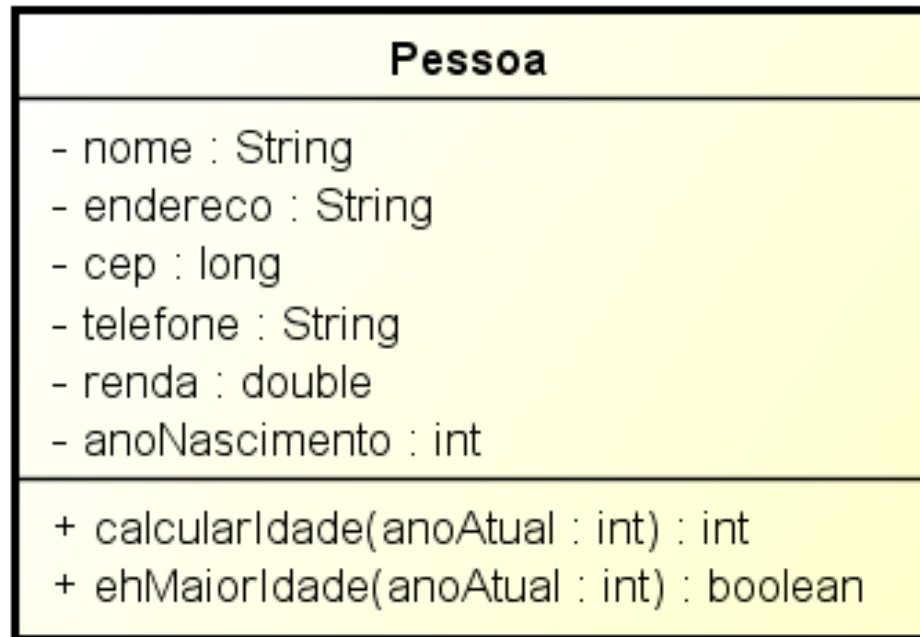 Pessoa
- nome : String
- endereco : String
- cep : long
- telefone : String
- renda : double
- anoNascimento : int
+ calcularIdade(anoAtual : int) : int
+ ehMaiorIdade(anoAtual : int) : boolean